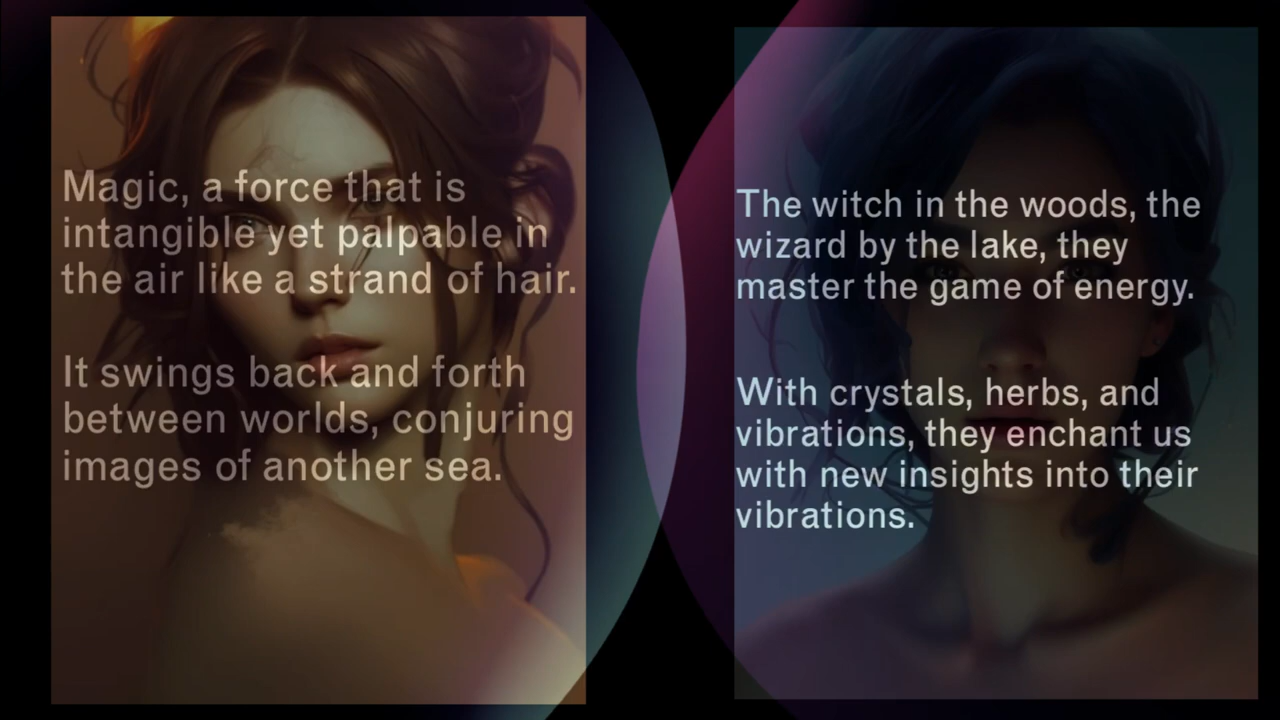 Magic, a force that is
intangible yet palpable in
the air like a strand of hair.
It swings back and forth
between worlds, conjuring
images of another sea.
The witch in the woods, the
wizard by the lake, they
master the game of energy.
With crystals, herbs, and
vibrations, they enchant us
with new insights into their
vibrations.